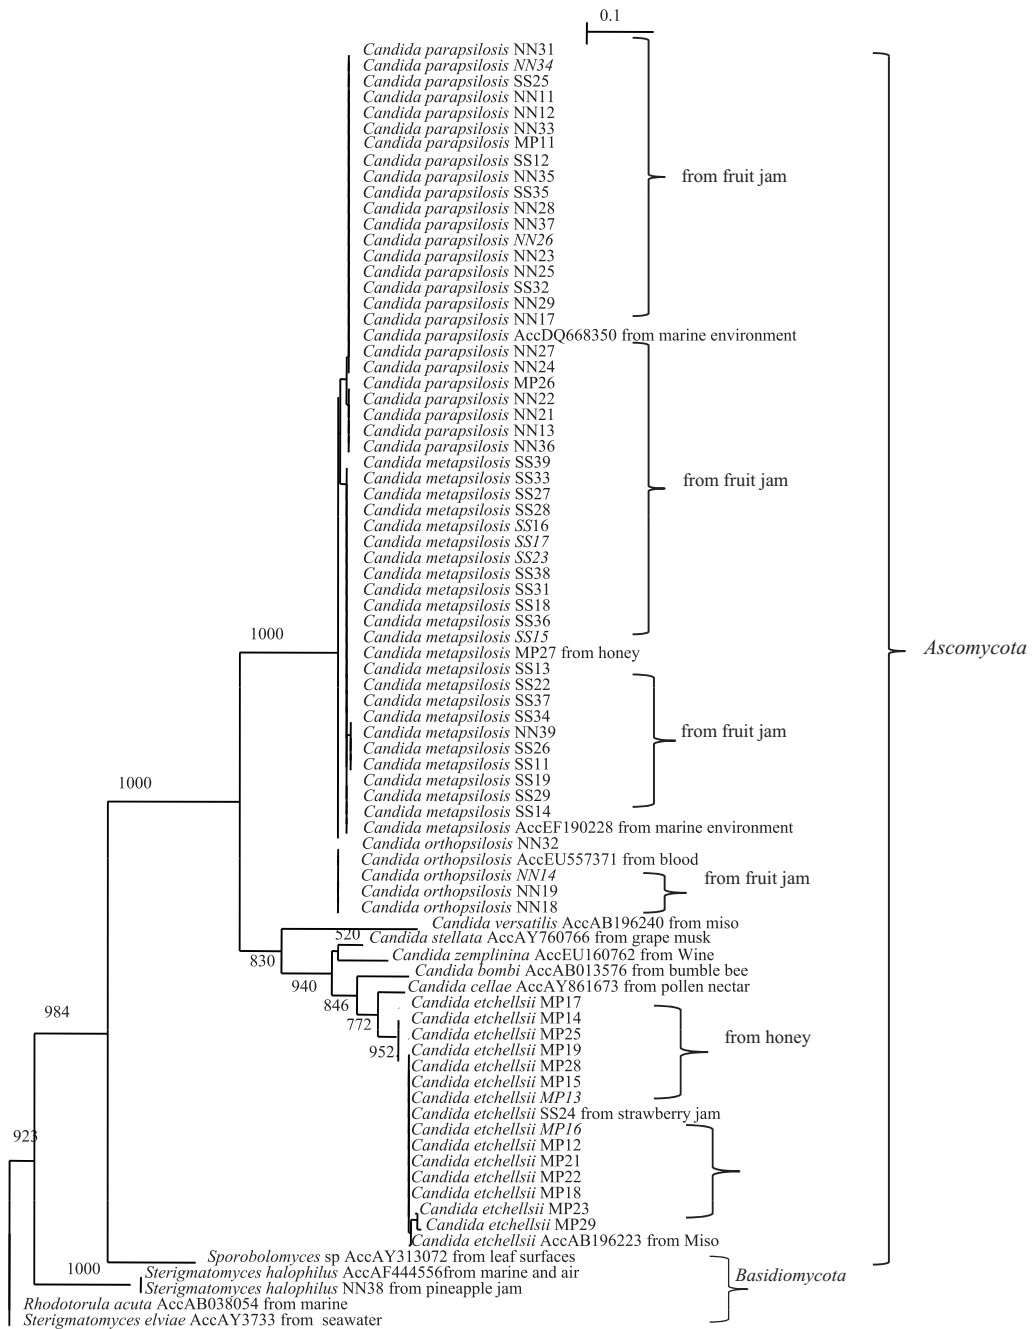 0.1
Candida parapsilosis NN31
Candida parapsilosis NN34
Candida parapsilosis SS25
Candida parapsilosis NN11
Candida parapsilosis NN12
Candida parapsilosis NN33
Candida parapsilosis MP11
Candida parapsilosis SS12
Candida parapsilosis NN35
from fruit jam
Candida parapsilosis SS35
Candida parapsilosis NN28
Candida parapsilosis NN37
Candida parapsilosis NN26
Candida parapsilosis NN23
Candida parapsilosis NN25
Candida parapsilosis SS32
Candida parapsilosis NN29
Candida parapsilosis NN17
Candida parapsilosis AccDQ668350 from marine environment
Candida parapsilosis NN27
Candida parapsilosis NN24
Candida parapsilosis MP26
Candida parapsilosis NN22
Candida parapsilosis NN21
Candida parapsilosis NN13
Candida parapsilosis NN36
Candida metapsilosis SS39
Candida metapsilosis SS33
from fruit jam
Candida metapsilosis SS27
Candida metapsilosis SS28
Candida metapsilosis SS16
Candida metapsilosis SS17
Candida metapsilosis SS23
Candida metapsilosis SS38
Candida metapsilosis SS31
Candida metapsilosis SS18
Candida metapsilosis SS36
Candida metapsilosis SS15
1000
Ascomycota
Candida metapsilosis MP27 from honey
Candida metapsilosis SS13
Candida metapsilosis SS22
Candida metapsilosis SS37
Candida metapsilosis SS34
Candida metapsilosis NN39
from fruit jam
Candida metapsilosis SS26
Candida metapsilosis SS11
Candida metapsilosis SS19
1000
Candida metapsilosis SS29
Candida metapsilosis SS14
Candida metapsilosis AccEF190228 from marine environment
Candida orthopsilosis NN32
Candida orthopsilosis AccEU557371 from blood
Candida orthopsilosis NN14
from fruit jam
Candida orthopsilosis NN19
Candida orthopsilosis NN18
Candida versatilis AccAB196240 from miso
520
Candida stellata AccAY760766 from grape musk
Candida zemplinina AccEU160762 from Wine
830
Candida bombi AccAB013576 from bumble bee
940
Candida cellae AccAY861673 from pollen nectar
846
Candida etchellsii MP17
984
Candida etchellsii MP14
772
Candida etchellsii MP25
from honey
Candida etchellsii MP19
952
Candida etchellsii MP28
Candida etchellsii MP15
Candida etchellsii MP13
Candida etchellsii SS24 from strawberry jam
Candida etchellsii MP16
923
Candida etchellsii MP12
Candida etchellsii MP21
Candida etchellsii MP22
Candida etchellsii MP18
Candida etchellsii MP23
Candida etchellsii MP29
Candida etchellsii AccAB196223 from Miso
Sporobolomyces sp AccAY313072 from leaf surfaces
1000
Sterigmatomyces halophilus AccAF444556from marine and air
Basidiomycota
Sterigmatomyces halophilus NN38 from pineapple jam
Rhodotorula acuta AccAB038054 from marine
Sterigmatomyces elviae AccAY3733 from seawater